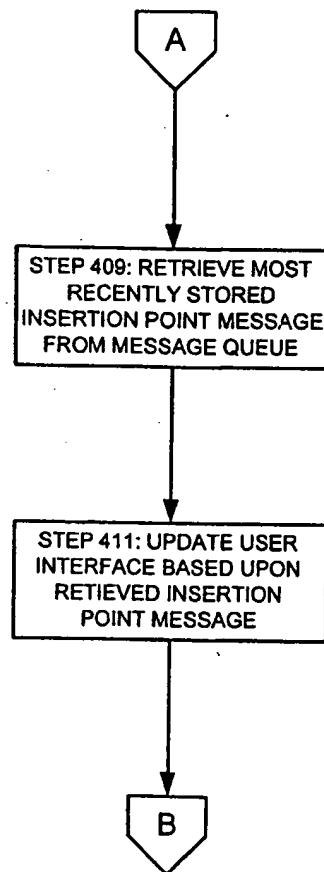 A
STEP 409: RETRIEVE MOST
RECENTLY STORED
INSERTION POINT MESSAGE
FROM MESSAGE QUEUE
STEP 411: UPDATE USER
INTERFACE BASED UPON
RETIEVED INSERTION
POINT MESSAGE
B